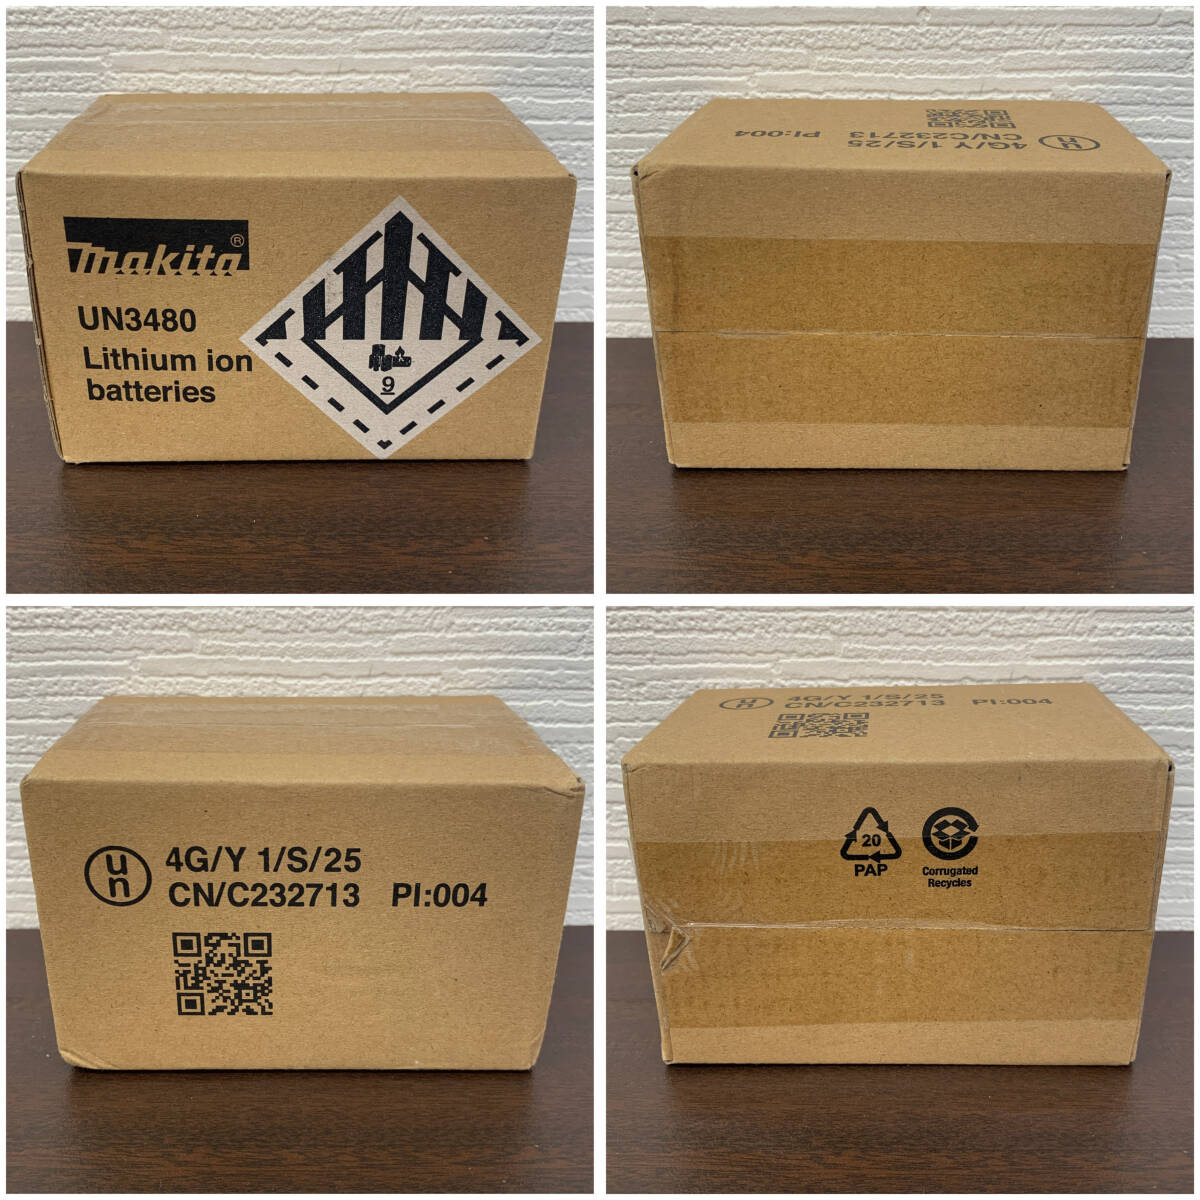 makita®
UN3480
Lithium ion
batteries
9
4G/Y 1/S/25
CN/C232713 PI:004
un
4G/Y 1/S/25
CN/C232713 PI:004
un
4G/Y 1/S/25
CN/C232713 PI:004
20
PAP
Corrugated
Recycles